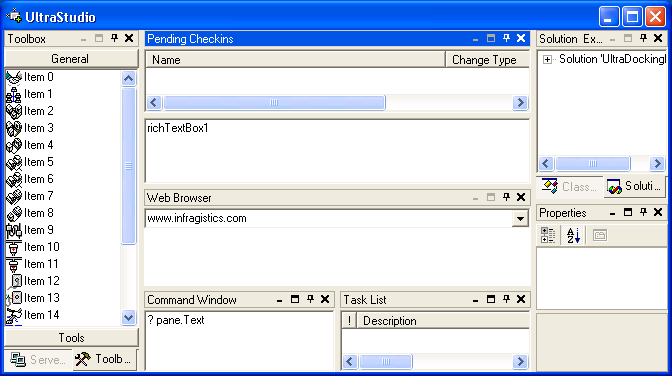 UltraStudio
Toolbox
General
Item 0
Item 1
Item 2
Item 3
Item 4
Item 5
Item 6
Item 7
Item 8
Item 9
Item 10
Item 11
Item 12
Item 13
Item 14
Tools
Serve...
Toolb...
Pending Checkins
Name Change Type
richTextBox1
Web Browser
www.infragistics.com
Command Window
? pane.Text
Task List
! Description
Solution Ex...
Solution 'UltraDockingI
Class...
Soluti...
Properties